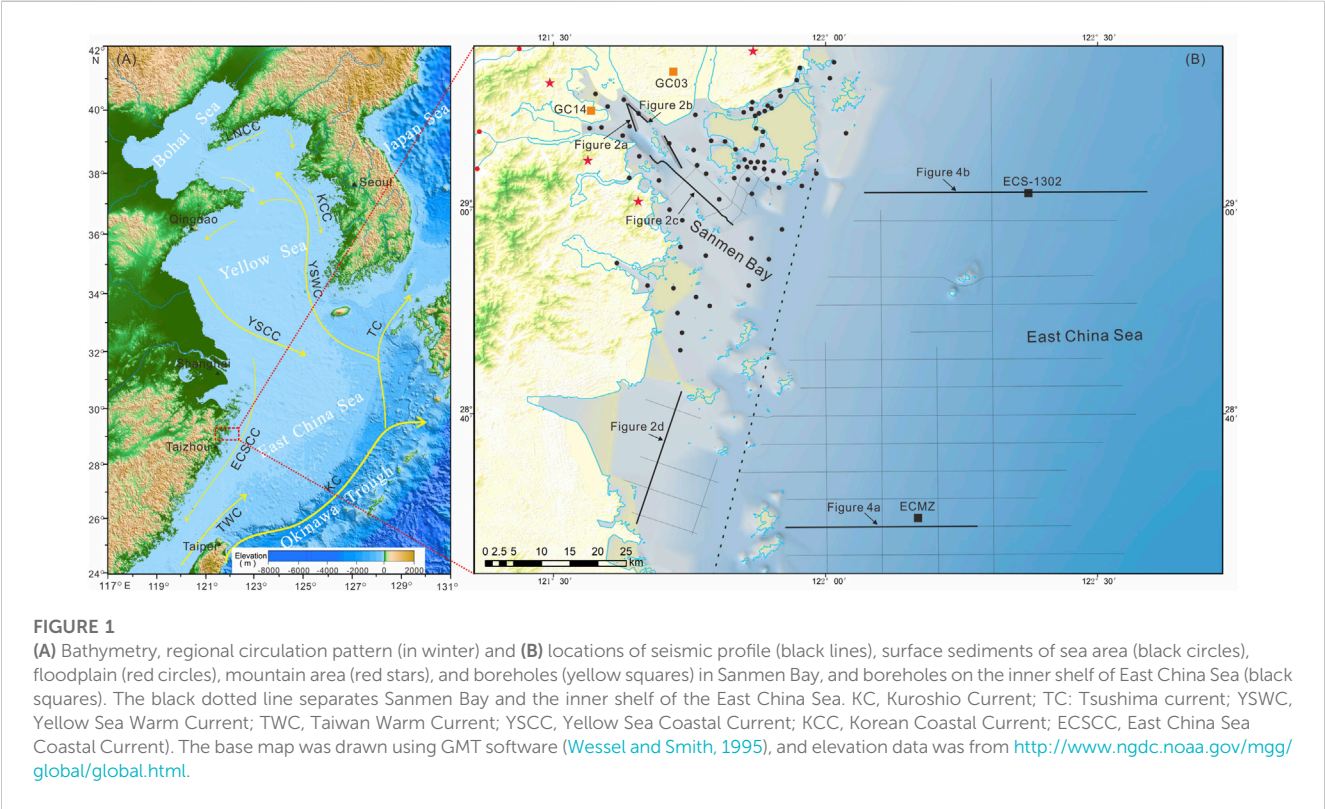 42°
N
40°
38°
36°
34°
32°
30°
28°
26°
24°
117°E
119°
121°
123°
125°
127°
129°
131°
(A)
Bohai Sea
LNCC
Japan Sea
Seoul
KCC
Qingdao
Yellow Sea
YSWC
YSCC
TC
Shanghai
East China Sea
Taizhou
ECSCC
KC
Okinawa Trough
TWC
Taipei
Elevation
( m )
-8000 -6000 -4000 -2000 0 2000
121° 30'
122° 00'
122° 30'
(B)
GC03
GC14
Figure 2b
Figure 2a
Figure 4b
ECS-1302
29°
00'
29°
00'
Figure 2c
Sanmen Bay
East China Sea
28°
40'
28°
40'
Figure 2d
Figure 4a
ECMZ
0 2.5 5 10 15 20 25
km
121° 30'
122° 00'
122° 30'
FIGURE 1
(A) Bathymetry, regional circulation pattern (in winter) and (B) locations of seismic profile (black lines), surface sediments of sea area (black circles),
floodplain (red circles), mountain area (red stars), and boreholes (yellow squares) in Sanmen Bay, and boreholes on the inner shelf of East China Sea (black
squares). The black dotted line separates Sanmen Bay and the inner shelf of the East China Sea. KC, Kuroshio Current; TC: Tsushima current; YSWC,
Yellow Sea Warm Current; TWC, Taiwan Warm Current; YSCC, Yellow Sea Coastal Current; KCC, Korean Coastal Current; ECSCC, East China Sea
Coastal Current). The base map was drawn using GMT software (Wessel and Smith, 1995), and elevation data was from http://www.ngdc.noaa.gov/mgg/
global/global.html.